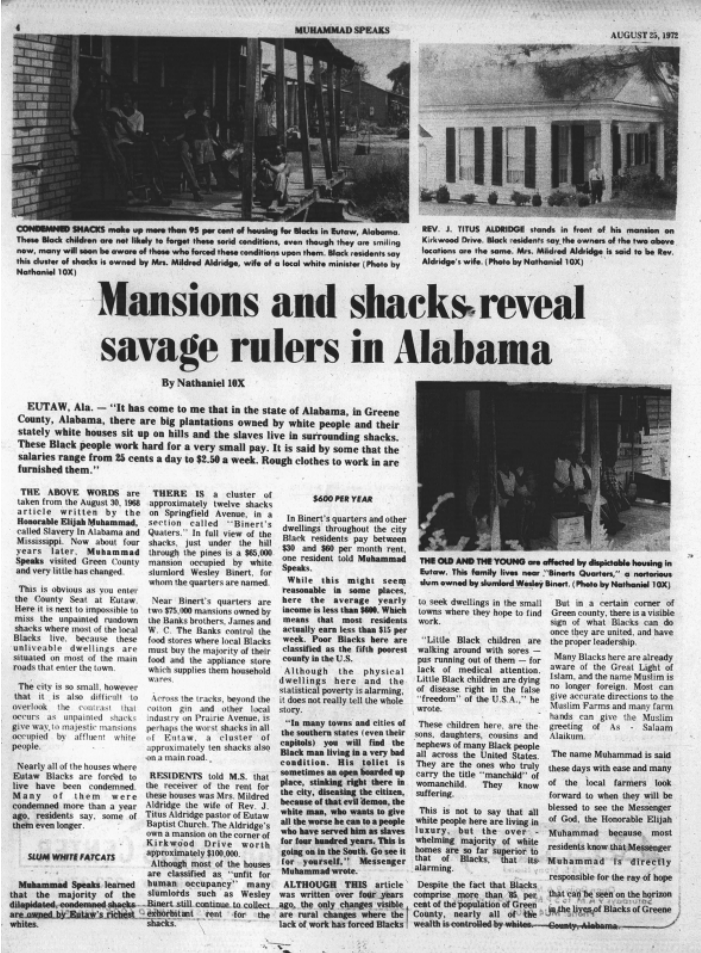 4
MUHAMMAD SPEAKS
AUGUST 25, 1972
CONDEMNED SHACKS make up more than 95 per cent of housing for Blacks in Eutaw, Alabama.
These Black children are not likely to forget these sorid conditions, even though they are smiling
now, many will soon be aware of those who forced these conditions upon them. Black residents say
this cluster of shacks is owned by Mrs. Mildred Aldridge, wife of a local white minister (Photo by
Nathaniel 10X)
REV. J. TITUS ALDRIDGE stands in front of his mansion on
Kirkwood Drive. Black residents say the owners of the two above
locations are the same. Mrs. Mildred Aldridge is said to be Rev.
Aldridge's wife. (Photo by Nathaniel 10X)
Mansions and shacks reveal
savage rulers in Alabama
By Nathaniel 10X
EUTAW, Ala. — "It has come to me that in the state of Alabama, in Greene
County, Alabama, there are big plantations owned by white people and their
stately white houses sit up on hills and the slaves live in surrounding shacks.
These Black people work hard for a very small pay. It is said by some that the
salaries range from 25 cents a day to $2.50 a week. Rough clothes to work in are
furnished them."
THE ABOVE WORDS are
taken from the August 30, 1968
article written by the
Honorable Elijah Muhammad,
called Slavery In Alabama and
Mississippi. Now about four
years later, Muhammad
Speaks visited Green County
and very little has changed.
This is obvious as you enter
the County Seat at Eutaw.
Here it is next to impossible to
miss the unpainted rundown
shacks where most of the local
Blacks live, because these
unliveable dwellings are
situated on most of the main
roads that enter the town.
The city is no small, however
that it is also difficult to
overlook the contrast that
occurs as unpainted shacks
give way to majestic mansions
occupied by affluent white
people.
Nearly all of the houses where
Eutaw Blacks are forced to
live have been condemned.
Many of them were
condemned more than a year
ago, residents say, some of
them even longer.
SLUM WHITE FATCATS
Muhammad Speaks learned
that the majority of the
dilapidated, condemned shacks
are owned by Eutaw's richest
whites.
THERE IS a cluster of
approximately twelve shacks
on Springfield Avenue, in a
section called "Binert's
Quaters." In full view of the
shacks, just under the hill
through the pines is a $65,000
mansion occupied by white
slumlord Wesley Binert, for
whom the quarters are named.
Near Binert's quarters are
two $75,000 mansions owned by
the Banks brothers, James and
W. C. The Banks control the
food stores where local Blacks
must buy the majority of their
food and the appliance store
which supplies them household
wares.
Across the tracks, beyond the
cotton gin and other local
industry on Prairie Avenue, is
perhaps the worst shacks in all
of Eutaw, a cluster of
approximately ten shacks also
on a main road.
RESIDENTS told M.S. that
the receiver of the rent for
these houses was Mrs. Mildred
Aldridge the wife of Rev. J.
Titus Aldridge pastor of Eutaw
Baptist Church. The Aldridge's
own a mansion on the corner of
Kirkwood Drive worth
approximately $100,000.
Although most of the houses
are classified as "unfit for
human occupancy" many
slumlords such as Wesley
Binert still continue to collect
exhorbitant rent for the
shacks.
$600 PER YEAR
In Binert's quarters and other
dwellings throughout the city
Black residents pay between
$30 and $60 per month rent,
one resident told Muhammad
Speaks.
While this might seem
reasonable in some places,
here the average yearly
income is less than $600. Which
means that most residents
actually earn less than $15 per
week. Poor Blacks here are
classified as the fifth poorest
county in the U.S.
Although the physical
dwellings here and the
statistical poverty is alarming,
it does not really tell the whole
story.
"In many towns and cities of
the southern states (even their
capitols) you will find the
Black man living in a very bad
condition. His toliet is
sometimes an open boarded up
place, stinking right there in
the city, diseasing the citizen,
because of that evil demon, the
white man, who wants to give
all the worse he can to a people
who have served him as slaves
for four hundred years. This is
going on in the South. Go see it
for yourself," Messenger
Muhammad wrote.
ALTHOUGH THIS article
was written over four years
ago, the only changes visible
are rural changes where the
lack of work has forced Blacks
THE OLD AND THE YOUNG are affected by dispictable housing in
Eutaw. This family lives near "Binerts Quarters," a notorious
slum owned by slumlord Wesley Binert. (Photo by Nathaniel 10X)
to seek dwellings in the small
towns where they hope to find
work.
"Little Black children are
walking around with sores —
pus running out of them — for
lack of medical attention.
Little Black children are dying
of disease right in the false
"freedom" of the U.S.A.," he
wrote.
These children here, are the
sons, daughters, cousins and
nephews of many Black people
all across the United States.
They are the ones who truly
carry the title "manchild" of
womanchild. They know
suffering.
This is not to say that all
white people here are living in
luxury, but the over -
whelming majority of white
homes are so far superior to
that of Blacks, that its
alarming.
Despite the fact that Blacks
comprise more than 85 per
cent of the population of Green
County, nearly all of the
wealth is controlled by whites.
But in a certain corner of
Green county, there is a visible
sign of what Blacks can do
once they are united, and have
the proper leadership.
Many Blacks here are already
aware of the Great Light of
Islam, and the name Muslim is
no longer foreign. Most can
give accurate directions to the
Muslim Farms and many farm
hands can give the Muslim
greeting of As - Salaam
Alaikum.
The name Muhammad is said
these days with ease and many
of the local farmers look
forward to when they will be
blessed to see the Messenger
of God, the Honorable Elijah
Muhammad because most
residents know that Messenger
Muhammad is directly
responsible for the ray of hope
that can be seen on the horizon
in the lives of Blacks of Greene
County, Alabama.